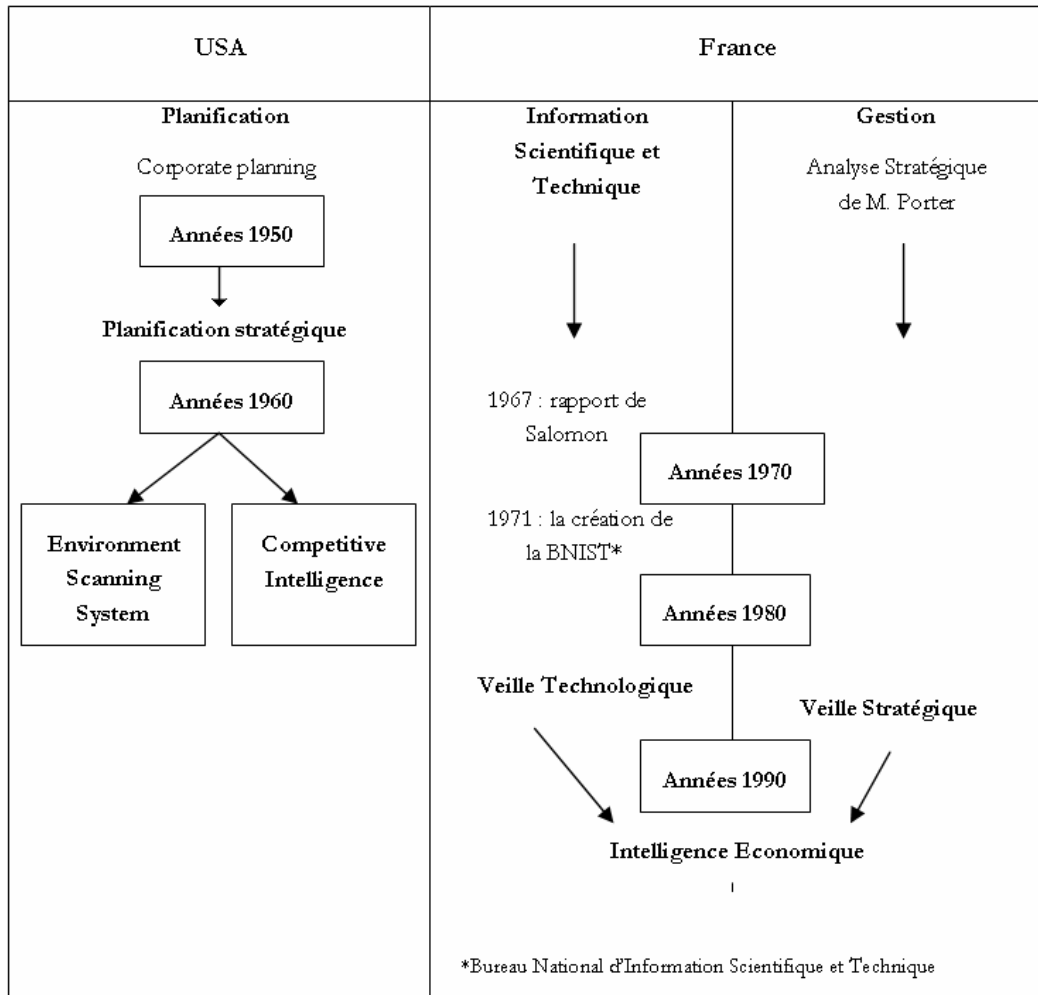 USA
France
Planification
Corporate planning
Années 1950
Planification stratégique
Années 1960
Environment
Scanning
System
Competitive
Intelligence
Information
Scientifique et
Technique
Gestion
Analyse Stratégique
de M. Porter
1967 : rapport de
Salomon
Années 1970
1971 : la création de
la BNIST*
Années 1980
Veille Technologique
Veille Stratégique
Années 1990
Intelligence Economique
*Bureau National d'Information Scientifique et Technique